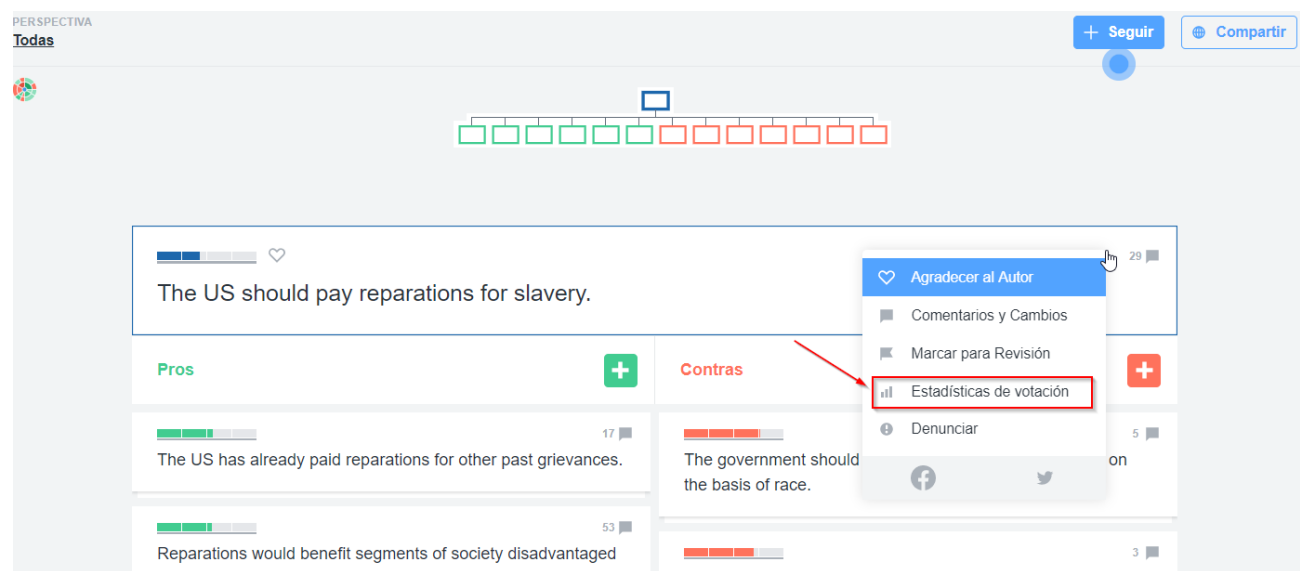 PERSPECTIVA
Todas
Seguir
Compartir
29
The US should pay reparations for slavery.
Agradecer al Autor
Comentarios y Cambios
Marcar para Revisión
Estadísticas de votación
Denunciar
Pros
Contras
17
The US has already paid reparations for other past grievances.
5
The government should
on
the basis of race.
53
Reparations would benefit segments of society disadvantaged
3